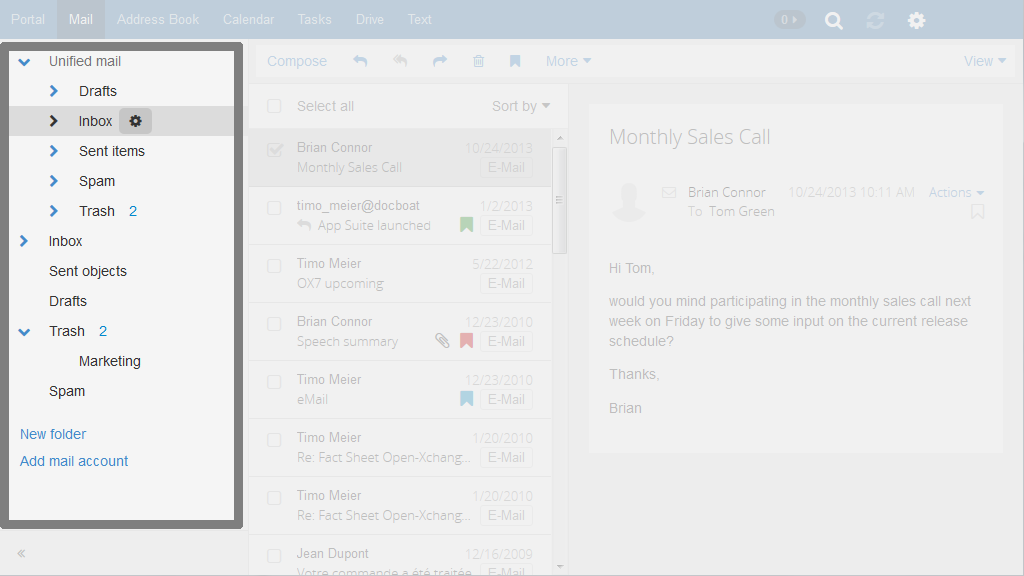 Portal Mail Address Book Calendar Tasks Drive Text 0
Unified mail
Drafts
Inbox
Sent items
Spam
Trash 2
Inbox
Sent objects
Drafts
Trash 2
Marketing
Spam
New folder
Add mail account
«
Compose More View
Select all Sort by
Brian Connor 10/24/2013
Monthly Sales Call E-Mail
timo_meier@docboat 1/2/2013
App Suite launched E-Mail
Timo Meier 5/22/2012
OX7 upcoming E-Mail
Brian Connor 12/23/2010
Speech summary E-Mail
Timo Meier 12/23/2010
eMail E-Mail
Timo Meier 1/20/2010
Re: Fact Sheet Open-Xchang... E-Mail
Timo Meier 1/20/2010
Re: Fact Sheet Open-Xchang... E-Mail
Jean Dupont 12/16/2009
Votre commande a été traitée E-Mail
Monthly Sales Call
Brian Connor 10/24/2013 10:11 AM Actions
To Tom Green
Hi Tom,
would you mind participating in the monthly sales call next
week on Friday to give some input on the current release
schedule?
Thanks,
Brian